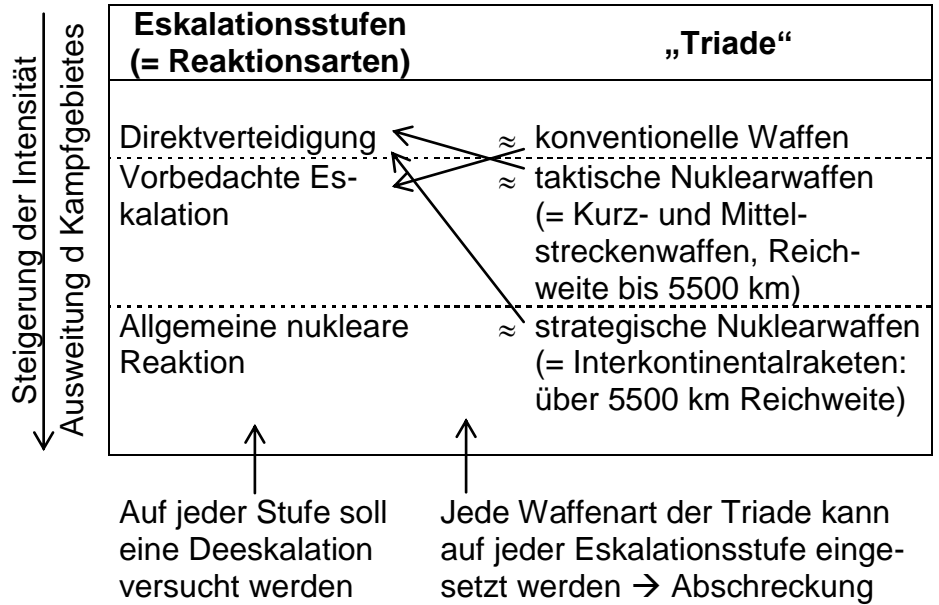 Steigerung der Intensität
Ausweitung d Kampfgebietes
Eskalationsstufen
(= Reaktionsarten)
„Triade“
Direktverteidigung
≈ konventionelle Waffen
Vorbedachte Es-
kalation
≈ taktische Nuklearwaffen
(= Kurz- und Mittel-
streckenwaffen, Reich-
weite bis 5500 km)
Allgemeine nukleare
Reaktion
≈ strategische Nuklearwaffen
(= Interkontinentalraketen:
über 5500 km Reichweite)
Auf jeder Stufe soll
eine Deeskalation
versucht werden
Jede Waffenart der Triade kann
auf jeder Eskalationsstufe einge-
setzt werden → Abschreckung